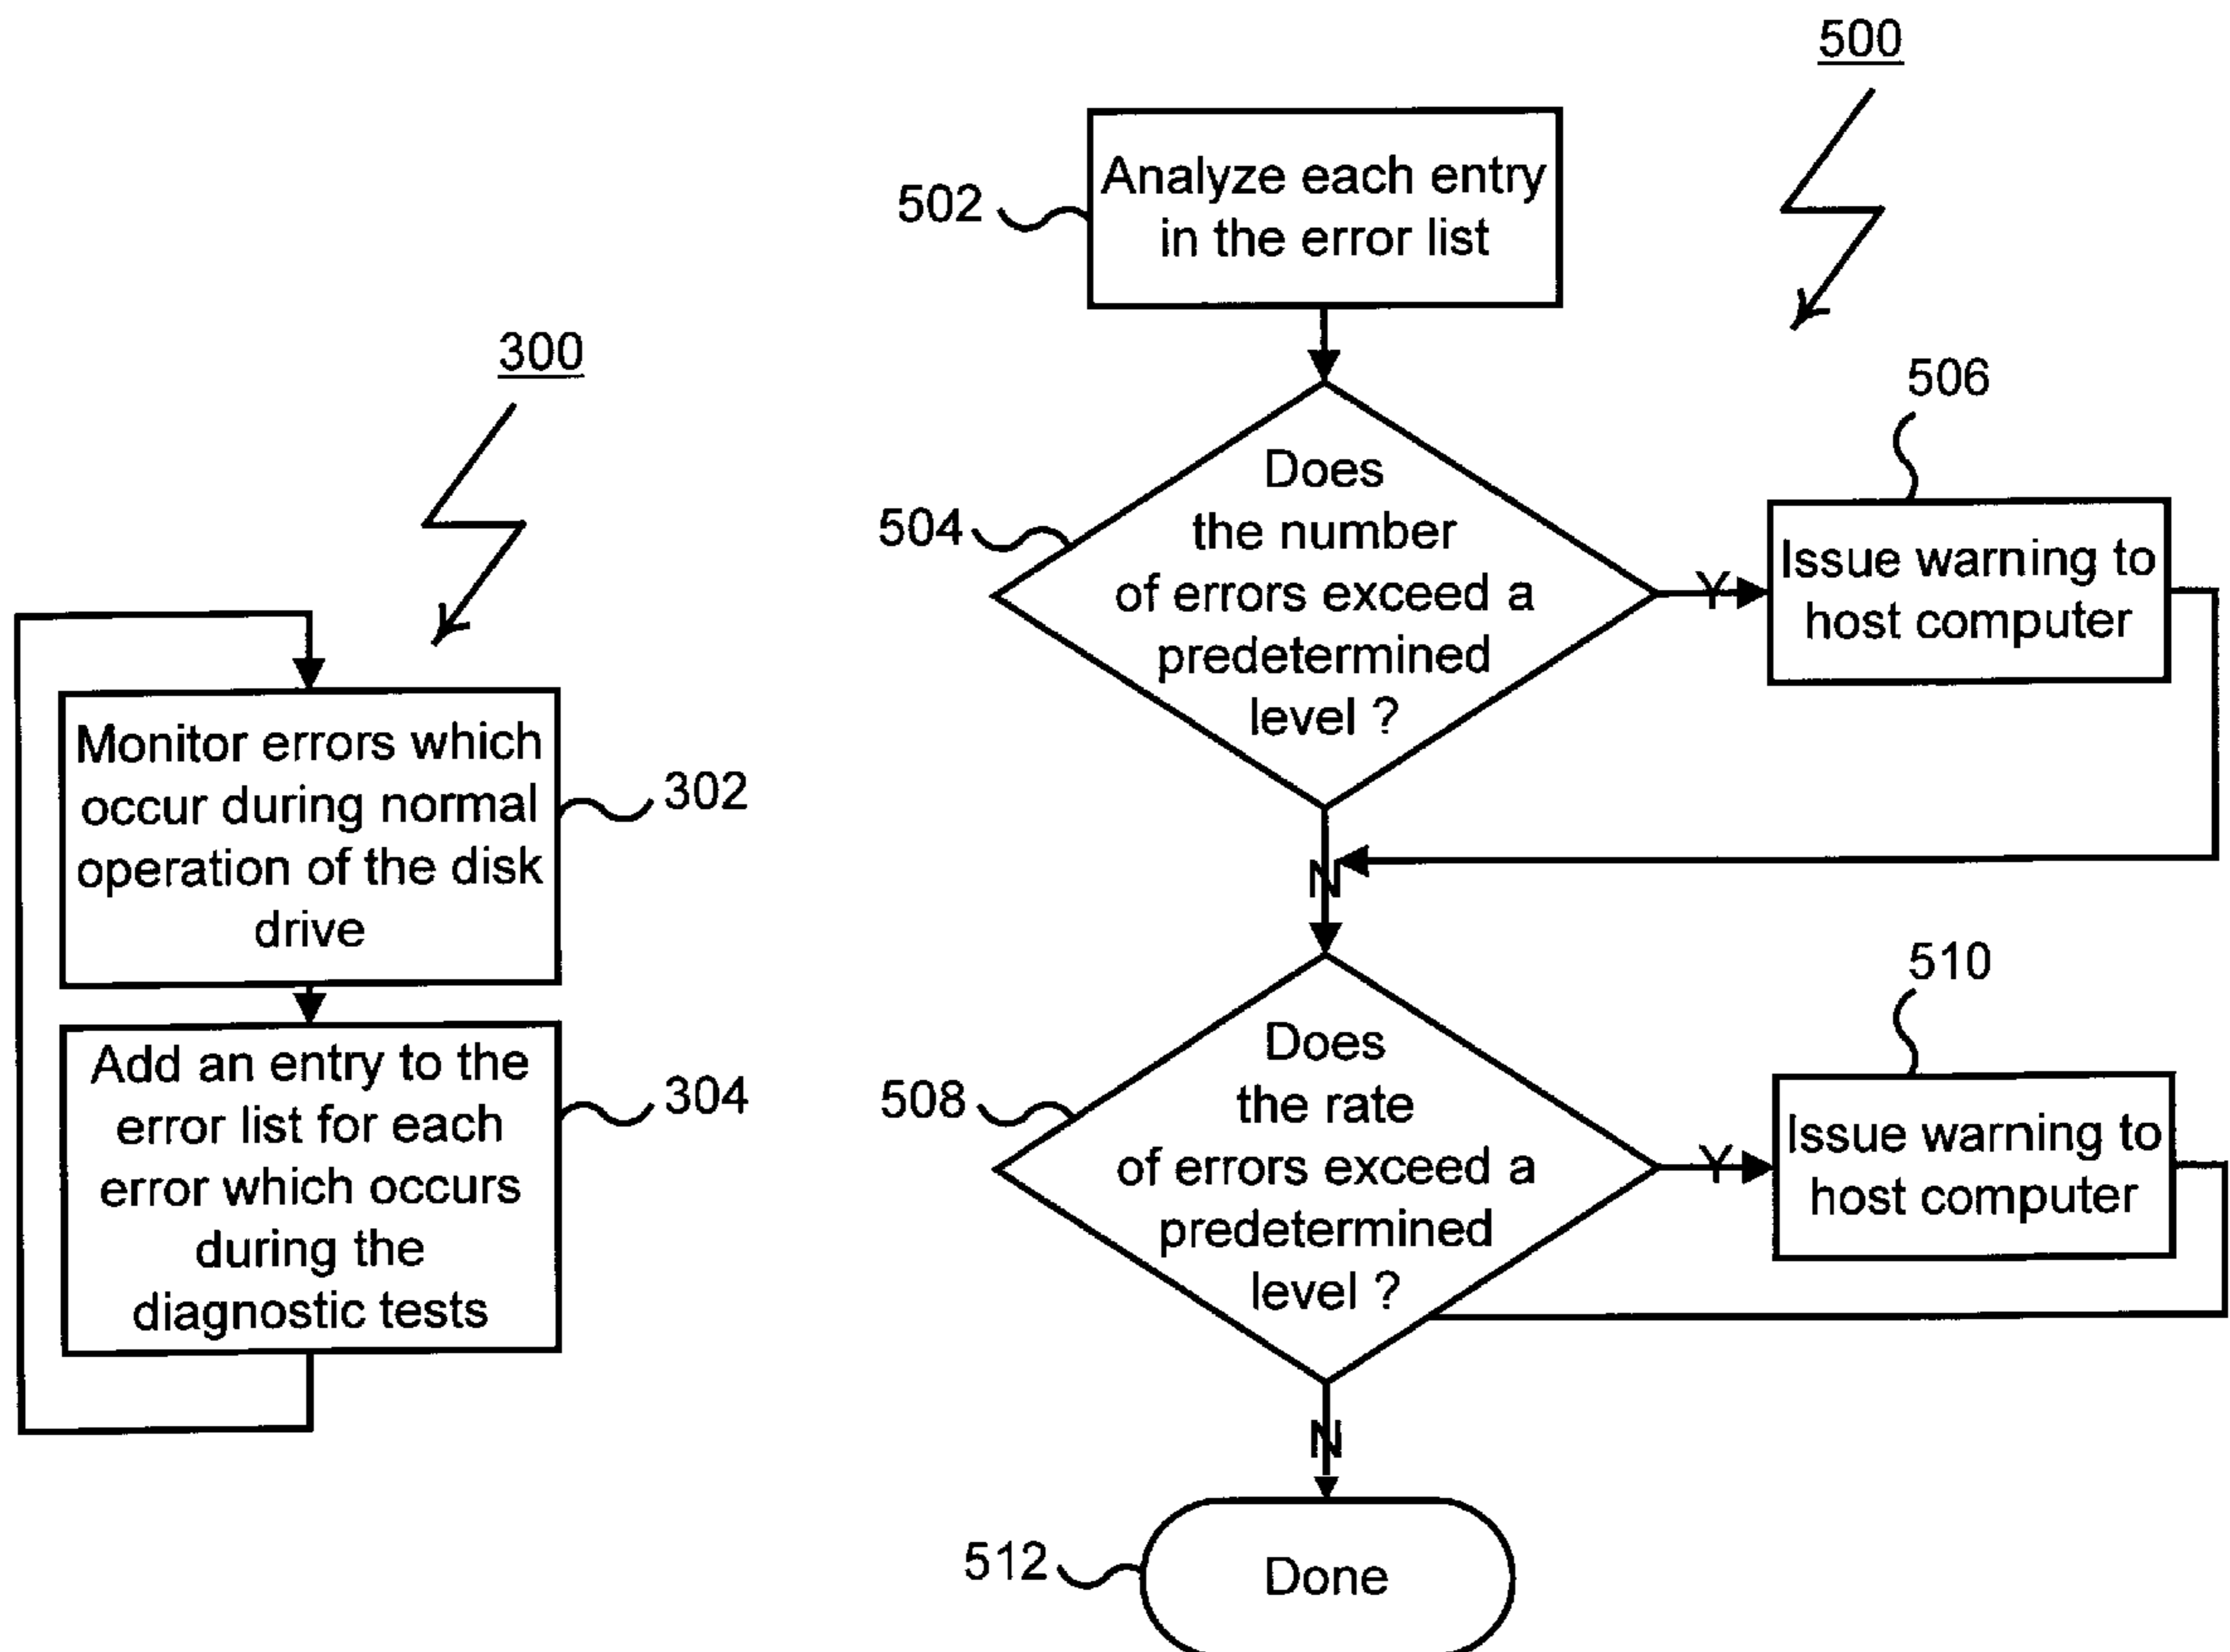 300
Monitor errors which
occur during normal
operation of the disk
drive
302
Add an entry to the
error list for each
error which occurs
during the
diagnostic tests
304
500
502
Analyze each entry
in the error list
504
Does
the number
of errors exceed a
predetermined
level ?
Y
506
Issue warning to
host computer
N
508
Does
the rate
of errors exceed a
predetermined
level ?
Y
510
Issue warning to
host computer
N
512
Done